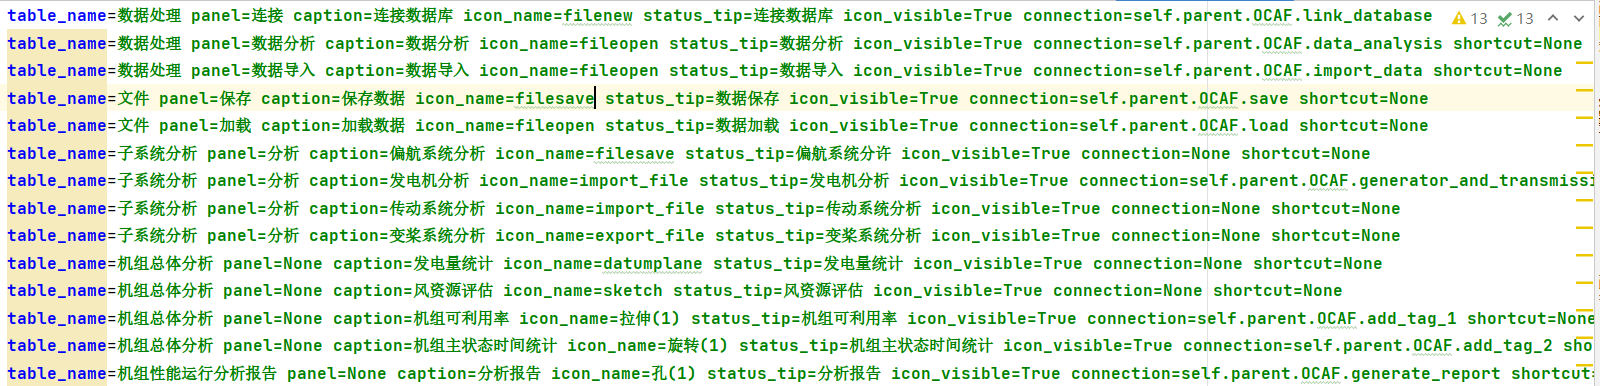 table_name=数据处理 panel=连接 caption=连接数据库 icon_name=filenew status_tip=连接数据库 icon_visible=True connection=self.parent.OCAF.link_database 13 13
table_name=数据处理 panel=数据分析 caption=数据分析 icon_name=fileopen status_tip=数据分析 icon_visible=True connection=self.parent.OCAF.data_analysis shortcut=None
table_name=数据处理 panel=数据导入 caption=数据导入 icon_name=fileopen status_tip=数据导入 icon_visible=True connection=self.parent.OCAF.import_data shortcut=None
table_name=文件 panel=保存 caption=保存数据 icon_name=filesave status_tip=数据保存 icon_visible=True connection=self.parent.OCAF.save shortcut=None
table_name=文件 panel=加载 caption=加载数据 icon_name=fileopen status_tip=数据加载 icon_visible=True connection=self.parent.OCAF.load shortcut=None
table_name=子系统分析 panel=分析 caption=偏航系统分析 icon_name=filesave status_tip=偏航系统分许 icon_visible=True connection=None shortcut=None
table_name=子系统分析 panel=分析 caption=发电机分析 icon_name=import_file status_tip=发电机分析 icon_visible=True connection=self.parent.OCAF.generator_and_transmissi
table_name=子系统分析 panel=分析 caption=传动系统分析 icon_name=import_file status_tip=传动系统分析 icon_visible=True connection=None shortcut=None
table_name=子系统分析 panel=分析 caption=变桨系统分析 icon_name=export_file status_tip=变桨系统分析 icon_visible=True connection=None shortcut=None
table_name=机组总体分析 panel=None caption=发电量统计 icon_name=datumplane status_tip=发电量统计 icon_visible=True connection=None shortcut=None
table_name=机组总体分析 panel=None caption=风资源评估 icon_name=sketch status_tip=风资源评估 icon_visible=True connection=None shortcut=None
table_name=机组总体分析 panel=None caption=机组可利用率 icon_name=拉伸(1) status_tip=机组可利用率 icon_visible=True connection=self.parent.OCAF.add_tag_1 shortcut=None
table_name=机组总体分析 panel=None caption=机组主状态时间统计 icon_name=旋转(1) status_tip=机组主状态时间统计 icon_visible=True connection=self.parent.OCAF.add_tag_2 sho
table_name=机组性能运行分析报告 panel=None caption=分析报告 icon_name=孔(1) status_tip=分析报告 icon_visible=True connection=self.parent.OCAF.generate_report shortcut=